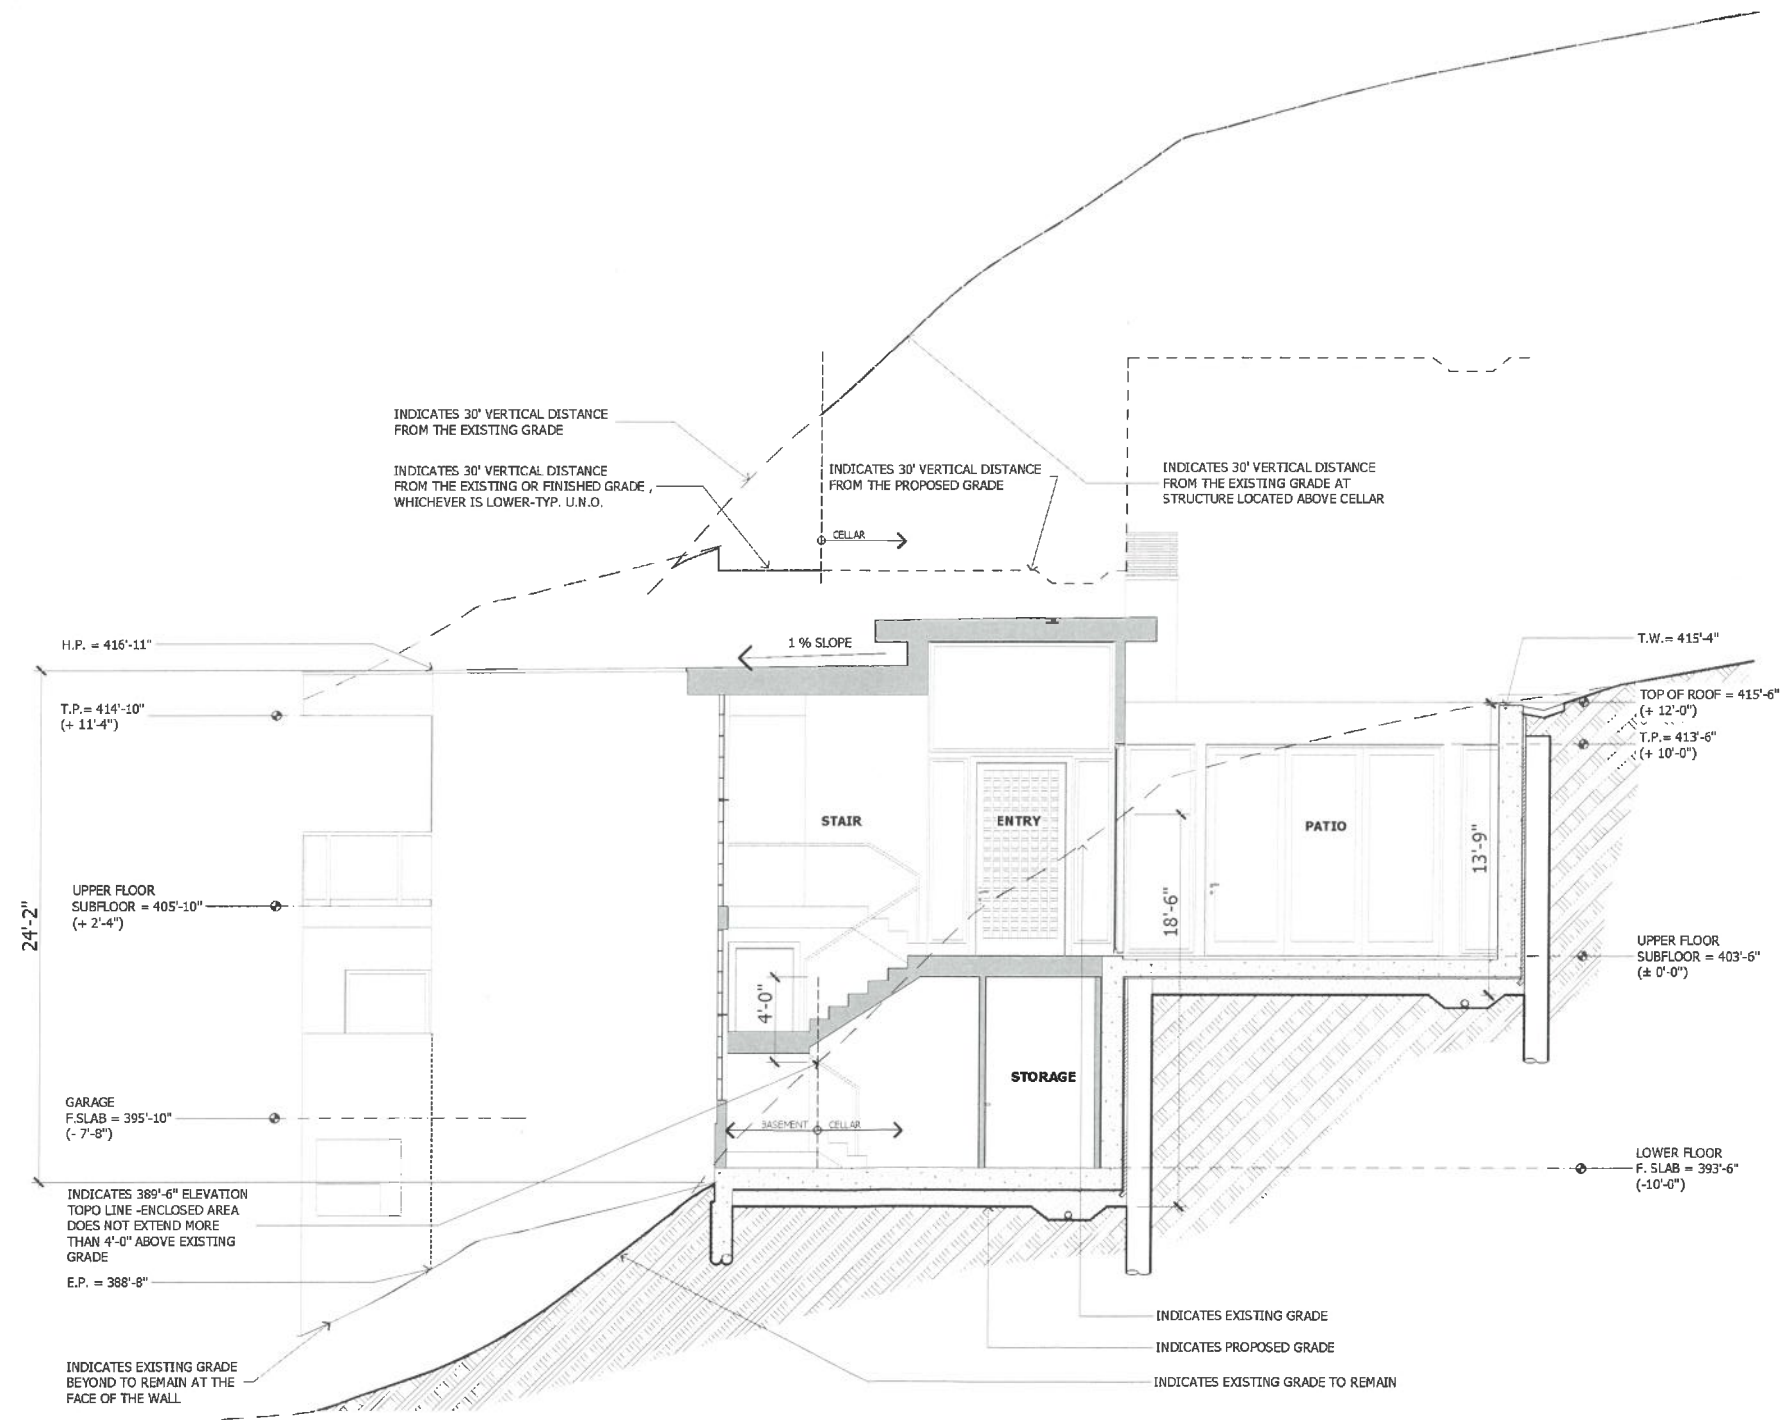 INDICATES 30' VERTICAL DISTANCE
FROM THE EXISTING GRADE
INDICATES 30' VERTICAL DISTANCE
FROM THE EXISTING OR FINISHED GRADE ,
WHICHEVER IS LOWER-TYP. U.N.O.
INDICATES 30' VERTICAL DISTANCE
FROM THE PROPOSED GRADE
INDICATES 30' VERTICAL DISTANCE
FROM THE EXISTING GRADE AT
STRUCTURE LOCATED ABOVE CELLAR
CELLAR
H.P. = 416'-11"
1 % SLOPE
T.W.= 415'-4"
T.P.= 414'-10"
(+ 11'-4")
TOP OF ROOF = 415'-6"
(+ 12'-0")
T.P.= 413'-6"
(+ 10'-0")
STAIR
ENTRY
PATIO
13'-9"
18'-6"
24'-2"
UPPER FLOOR
SUBFLOOR = 405'-10"
(+ 2'-4")
UPPER FLOOR
SUBFLOOR = 403'-6"
(± 0'-0")
4'-0"
STORAGE
GARAGE
F.SLAB = 395'-10"
(- 7'-8")
BASEMENT
CELLAR
LOWER FLOOR
F. SLAB = 393'-6"
(-10'-0")
INDICATES 389'-6" ELEVATION
TOPO LINE -ENCLOSED AREA
DOES NOT EXTEND MORE
THAN 4'-0" ABOVE EXISTING
GRADE
E.P. = 388'-8"
INDICATES EXISTING GRADE
INDICATES PROPOSED GRADE
INDICATES EXISTING GRADE TO REMAIN
INDICATES EXISTING GRADE
BEYOND TO REMAIN AT THE
FACE OF THE WALL